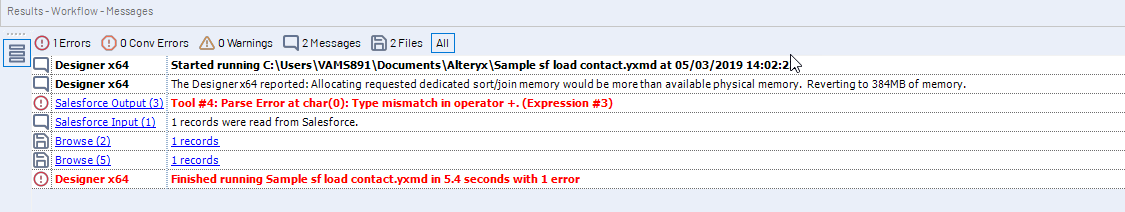 Results - Workflow - Messages
1 Errors 0 Conv Errors 0 Warnings 2 Messages 2 Files All
Designer x64 Started running C:\Users\VAMS891\Documents\Alteryx\Sample sf load contact.yxmd at 05/03/2019 14:02:2
Designer x64 The Designer x64 reported: Allocating requested dedicated sort/join memory would be more than available physical memory. Reverting to 384MB of memory.
Salesforce Output (3) Tool #4: Parse Error at char(0): Type mismatch in operator +. (Expression #3)
Salesforce Input (1) 1 records were read from Salesforce.
Browse (2) 1 records
Browse (5) 1 records
Designer x64 Finished running Sample sf load contact.yxmd in 5.4 seconds with 1 error